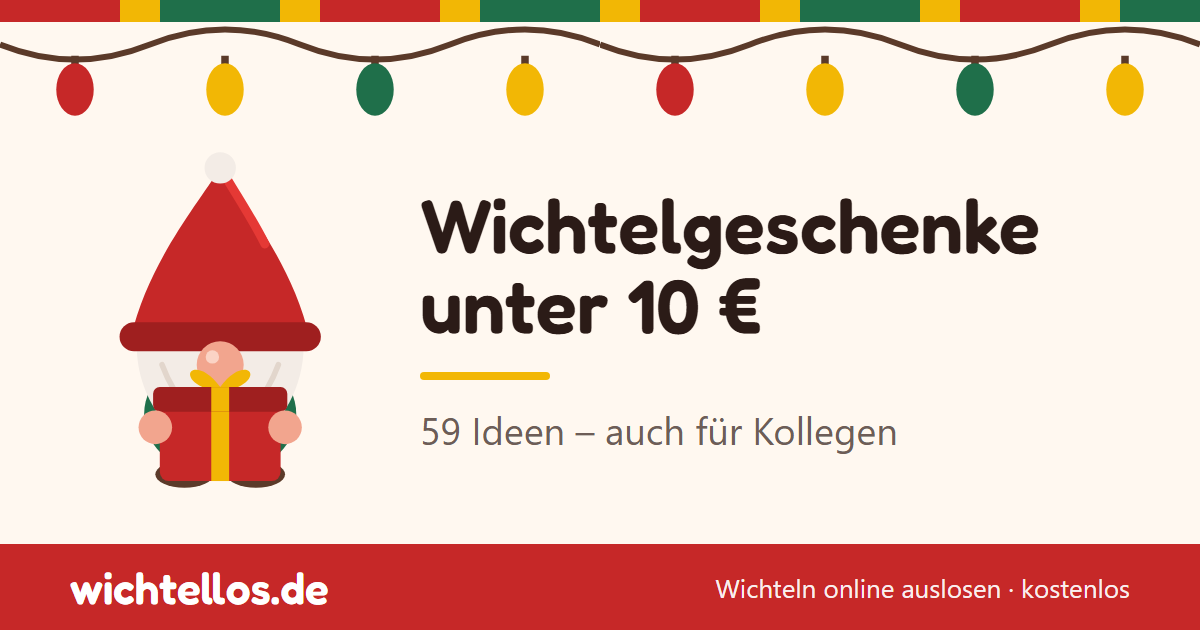 Wichtelgeschenke
unter 10 €
59 Ideen – auch für Kollegen
wichtellos.de
Wichteln online auslosen · kostenlos